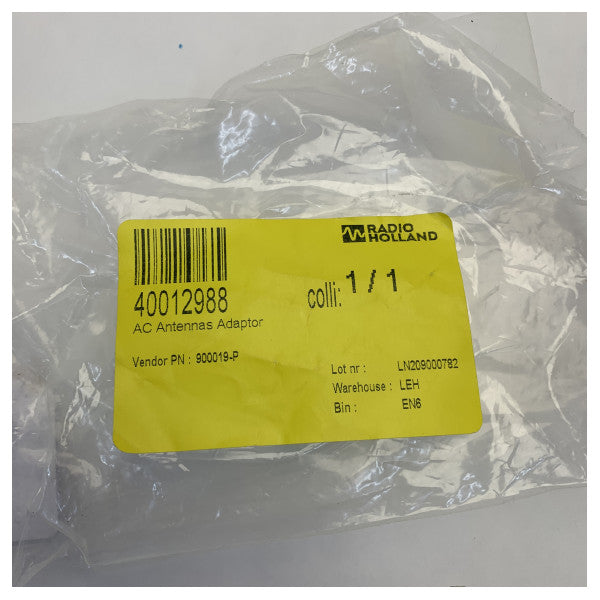 RADIO
HOLLAND
40012988
colli: 1 / 1
AC Antennas Adaptor
Vendor PN : 900019-P
Lot nr : LN209000782
Warehouse : LEH
Bin : EN6